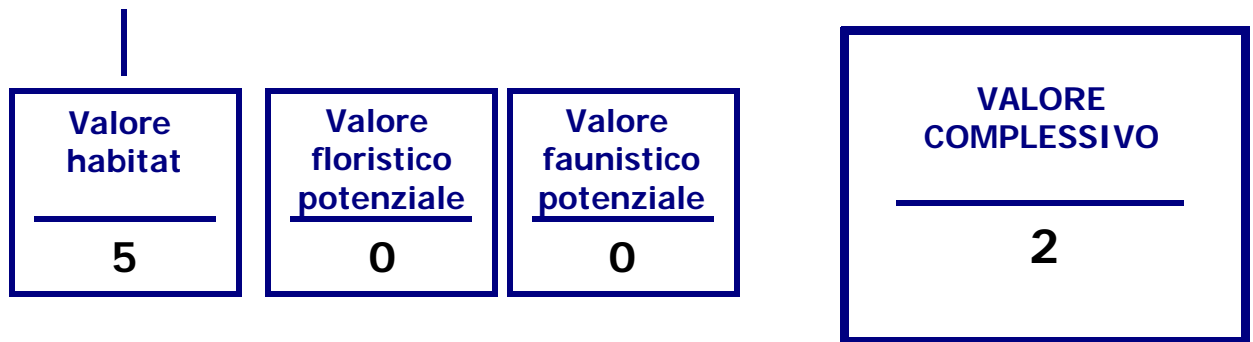 Valore
habitat
5
Valore
floristico
potenziale
0
Valore
faunistico
potenziale
0
VALORE
COMPLESSIVO
2